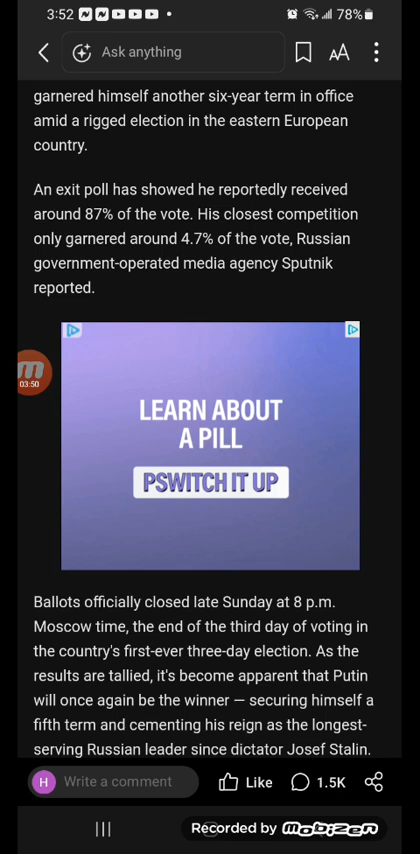 3:52
78%
Ask anything
AA
garnered himself another six-year term in office
amid a rigged election in the eastern European
country.
An exit poll has showed he reportedly received
around 87% of the vote. His closest competition
only garnered around 4.7% of the vote, Russian
government-operated media agency Sputnik
reported.
03:50
LEARN ABOUT
A PILL
PSWITCH IT UP
Ballots officially closed late Sunday at 8 p.m.
Moscow time, the end of the third day of voting in
the country's first-ever three-day election. As the
results are tallied, it's become apparent that Putin
will once again be the winner — securing himself a
fifth term and cementing his reign as the longest-
serving Russian leader since dictator Josef Stalin.
H Write a comment Like 1.5K
Recorded by mobizen